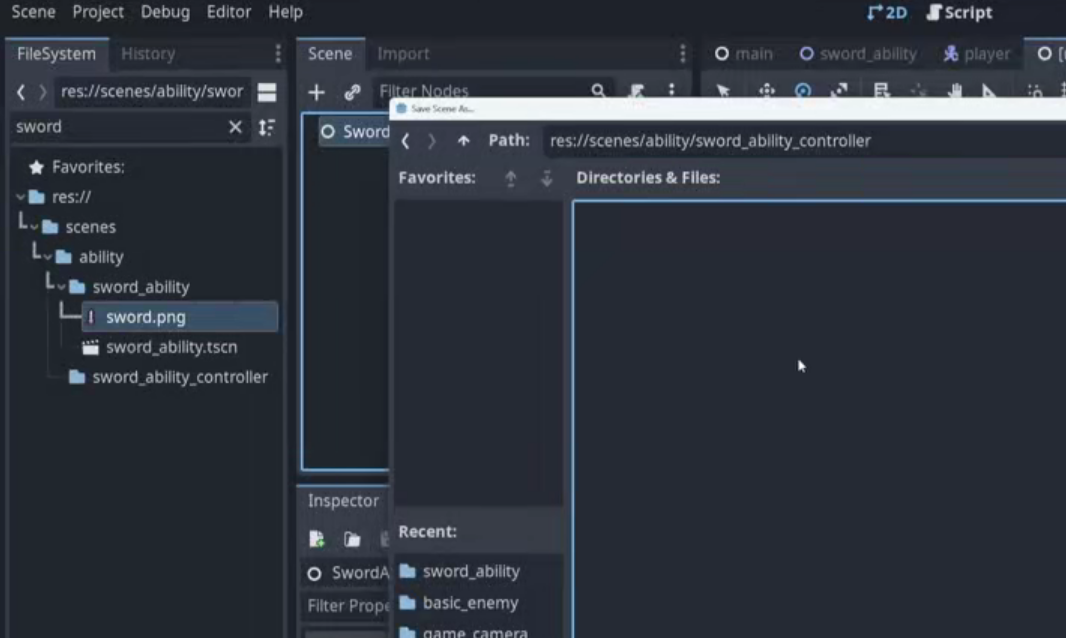 Scene Project Debug Editor Help 2D Script
FileSystem History
Scene Import
main sword_ability player [
res://scenes/ability/swor
Filter Nodes
sword
Favorites:
res://
scenes
ability
sword_ability
sword.png
sword_ability.tscn
sword_ability_controller
Sword
Inspector
SwordA
Filter Prope
Save Scene As...
Path: res://scenes/ability/sword_ability_controller
Favorites: Directories & Files:
Recent:
sword_ability
basic_enemy
game_camera